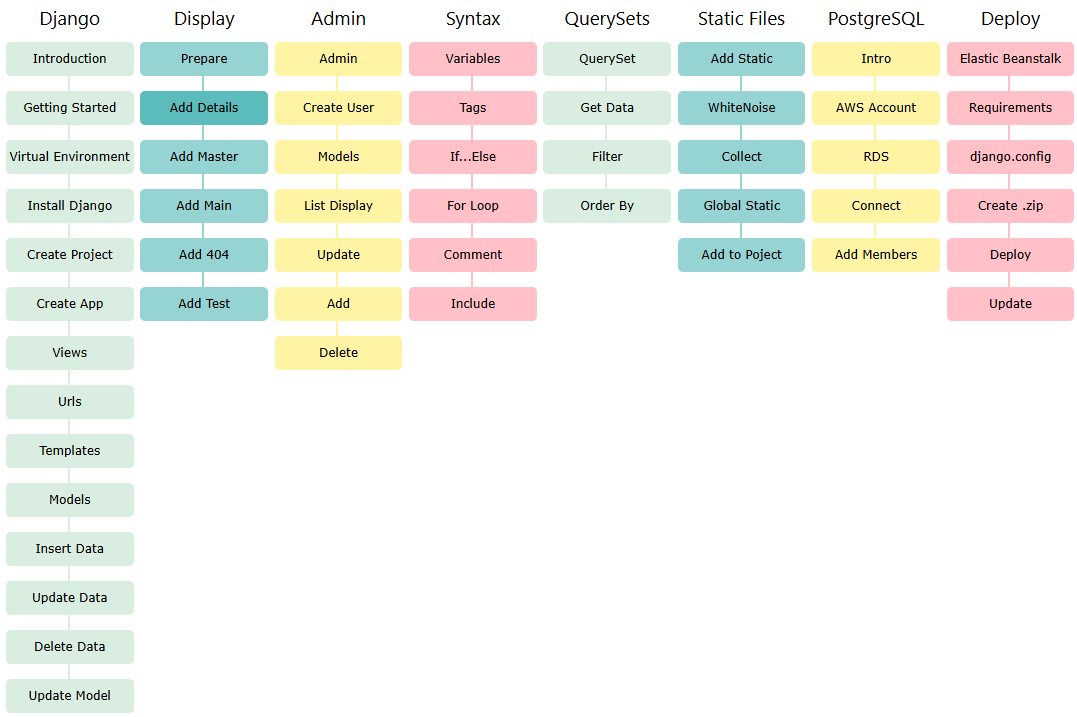 Django
Introduction
Getting Started
Virtual Environment
Install Django
Create Project
Create App
Views
Urls
Templates
Models
Insert Data
Update Data
Delete Data
Update Model
Display
Prepare
Add Details
Add Master
Add Main
Add 404
Add Test
Admin
Admin
Create User
Models
List Display
Update
Add
Delete
Syntax
Variables
Tags
If...Else
For Loop
Comment
Include
QuerySets
QuerySet
Get Data
Filter
Order By
Static Files
Add Static
WhiteNoise
Collect
Global Static
Add to Poject
PostgreSQL
Intro
AWS Account
RDS
Connect
Add Members
Deploy
Elastic Beanstalk
Requirements
django.config
Create .zip
Deploy
Update